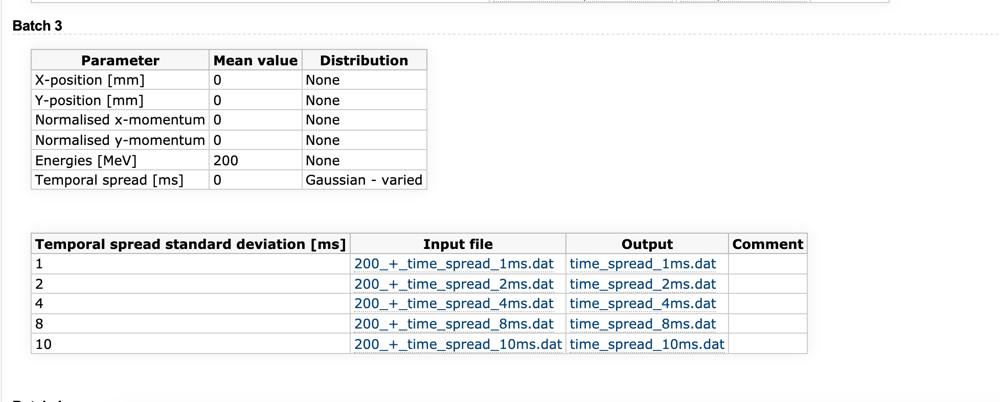 Batch 3
Parameter Mean value Distribution
X-position [mm] 0 None
Y-position [mm] 0 None
Normalised x-momentum 0 None
Normalised y-momentum 0 None
Energies [MeV] 200 None
Temporal spread [ms] 0 Gaussian - varied
Temporal spread standard deviation [ms] Input file Output Comment
1 200_+_time_spread_1ms.dat time_spread_1ms.dat
2 200_+_time_spread_2ms.dat time_spread_2ms.dat
4 200_+_time_spread_4ms.dat time_spread_4ms.dat
8 200_+_time_spread_8ms.dat time_spread_8ms.dat
10 200_+_time_spread_10ms.dat time_spread_10ms.dat